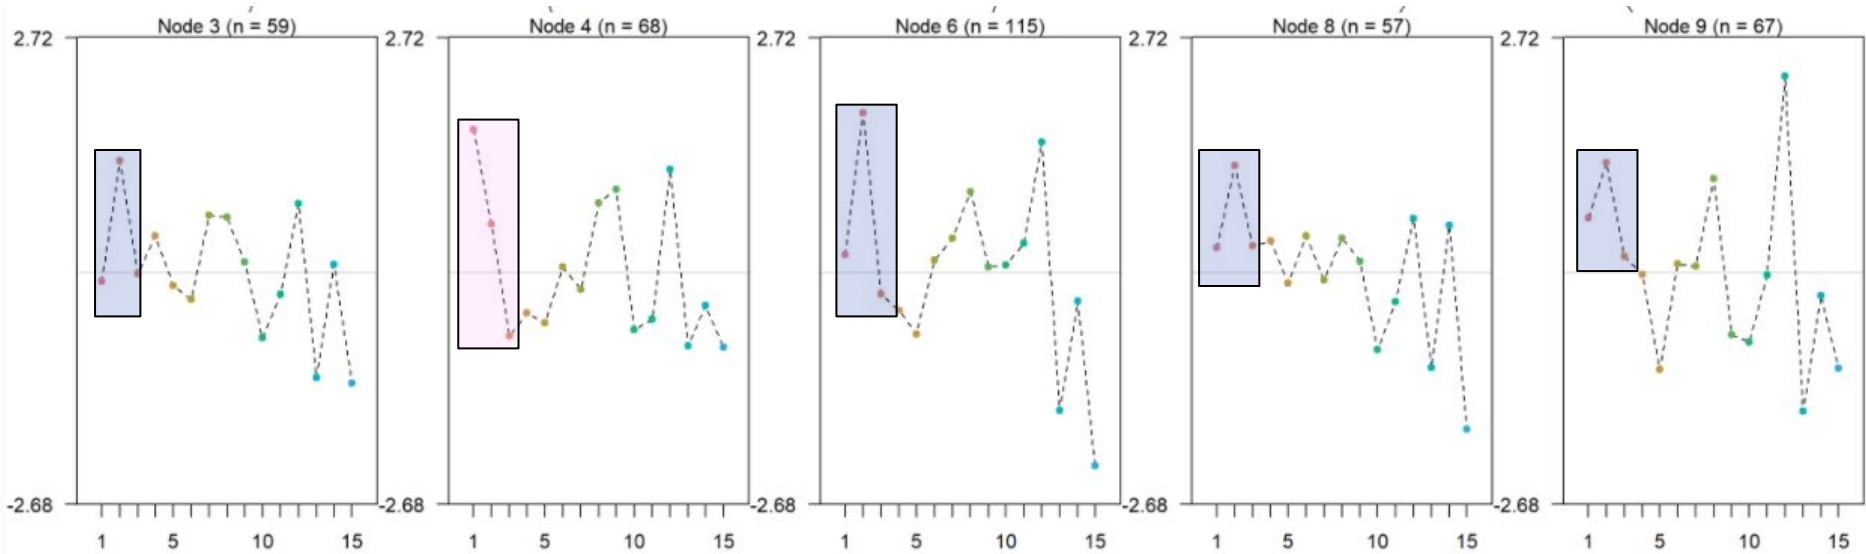 Node 3 (n = 59) Node 4 (n = 68) Node 6 (n = 115) Node 8 (n = 57) Node 9 (n = 67)
2.72 2.72 2.72 2.72 2.72
-2.68 -2.68 -2.68 -2.68 -2.68
1 5 10 15 1 5 10 15 1 5 10 15 1 5 10 15 1 5 10 15